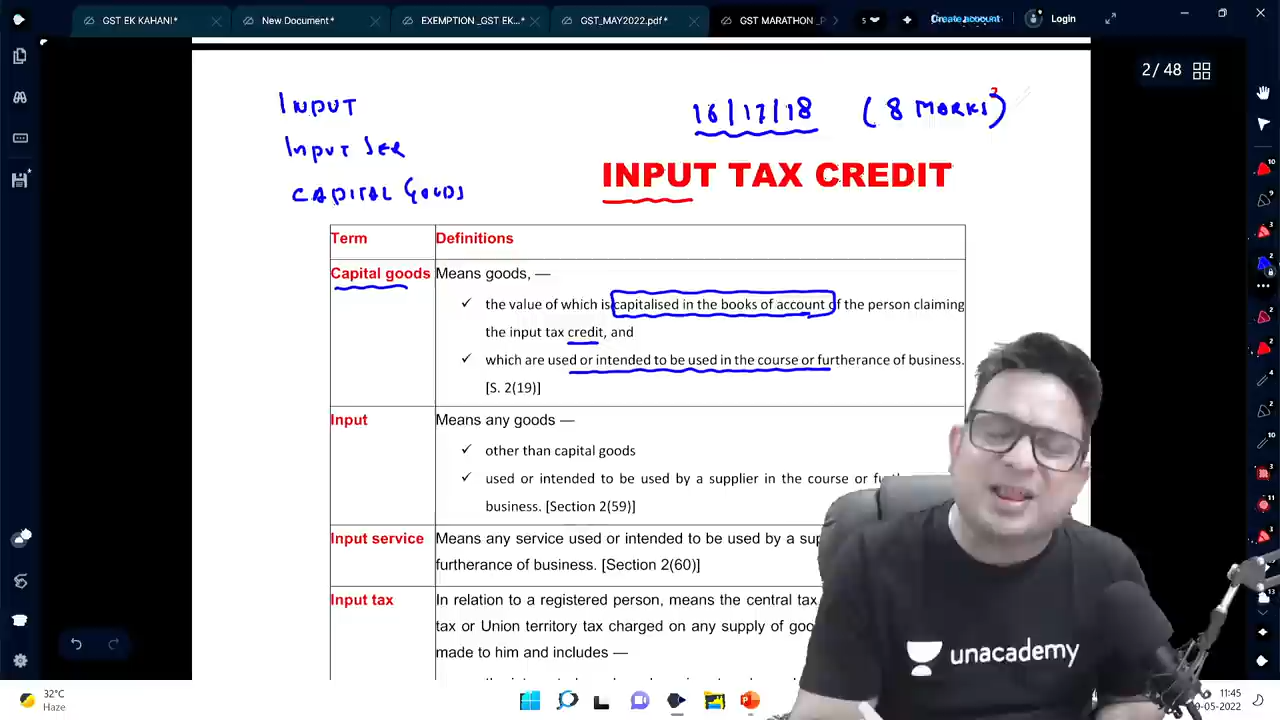 GST EK KAHANI*
New Document*
EXEMPTION _GST EK...*
GST_MAY2022.pdf*
GST MARATHON _P
5
Create account
Login
2/48
INPUT
INPUT SER
CAPITAL GOODS
16/17/18 (8 MARKS)
INPUT TAX CREDIT
Term Definitions
Capital goods Means goods, —
✓ the value of which is capitalised in the books of account of the person claiming
the input tax credit, and
✓ which are used or intended to be used in the course or furtherance of business.
[S. 2(19)]
Input Means any goods —
✓ other than capital goods
✓ used or intended to be used by a supplier in the course or
business. [Section 2(59)]
Input service Means any service used or intended to be used by a
furtherance of business. [Section 2(60)]
Input tax In relation to a registered person, means the central tax
tax or Union territory tax charged on any supply of
made to him and includes —
unacademy
32°C
Haze
11:45
9-05-2022